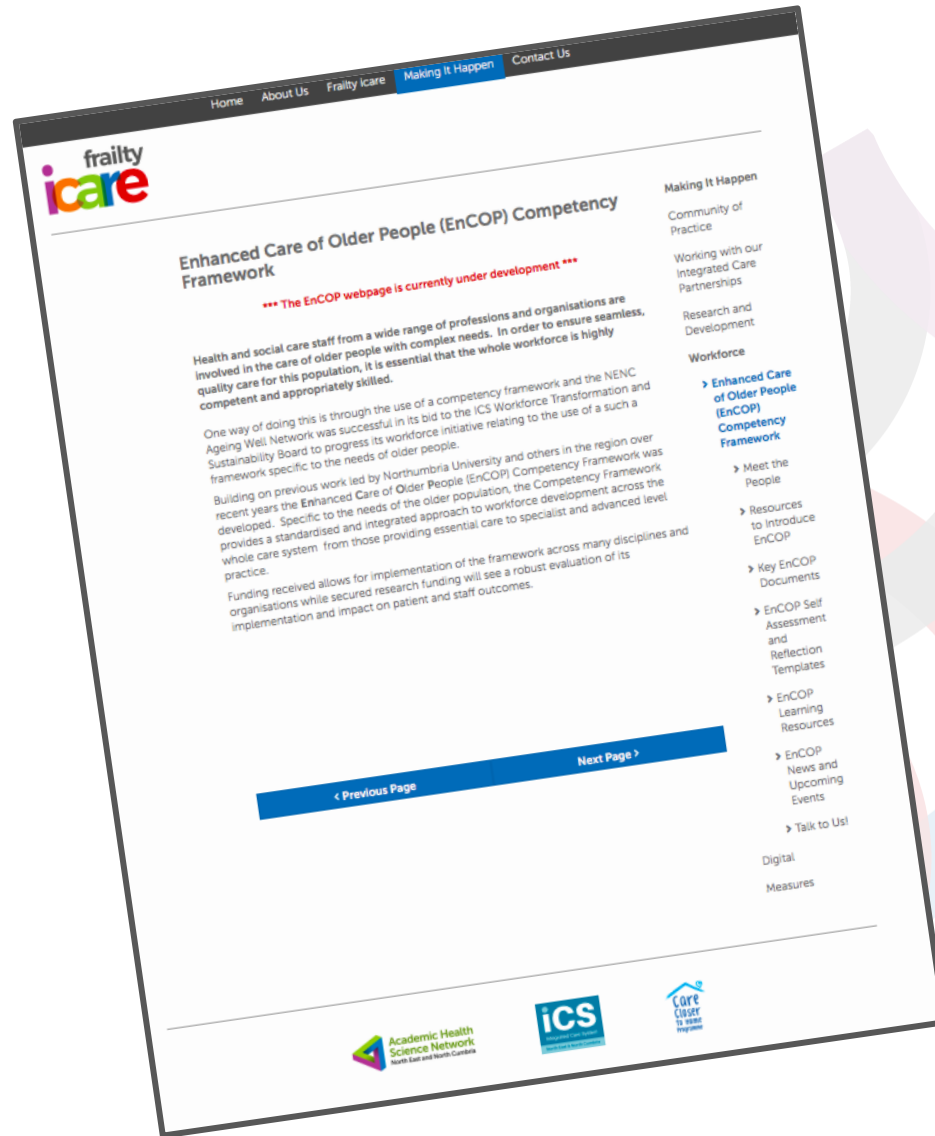 Home About Us Frailty icare Making It Happen Contact Us
frailty
icare
Enhanced Care of Older People (EnCOP) Competency
Framework
*** The EnCOP webpage is currently under development ***
Health and social care staff from a wide range of professions and organisations are
involved in the care of older people with complex needs. In order to ensure seamless,
quality care for this population, it is essential that the whole workforce is highly
competent and appropriately skilled.
One way of doing this is through the use of a competency framework and the NENC
Ageing Well Network was successful in its bid to the ICS Workforce Transformation and
Sustainability Board to progress its workforce initiative relating to the use of a such a
framework specific to the needs of older people.
Building on previous work led by Northumbria University and others in the region over
recent years the Enhanced Care of Older People (EnCOP) Competency Framework was
developed. Specific to the needs of the older population, the Competency Framework
provides a standardised and integrated approach to workforce development across the
whole care system from those providing essential care to specialist and advanced level
practice.
Funding received allows for implementation of the framework across many disciplines and
organisations while secured research funding will see a robust evaluation of its
implementation and impact on patient and staff outcomes.
< Previous Page
Next Page >
Making It Happen
Community of
Practice
Working with our
Integrated Care
Partnerships
Research and
Development
Workforce
> Enhanced Care
of Older People
(EnCOP)
Competency
Framework
> Meet the
People
> Resources
to Introduce
EnCOP
> Key EnCOP
Documents
> EnCOP Self
Assessment
and
Reflection
Templates
> EnCOP
Learning
Resources
> EnCOP
News and
Upcoming
Events
> Talk to Us!
Digital
Measures
Academic Health
Science Network
North East and North Cumbria
iCS
Integrated Care System
North East & North Cumbria
Care
Closer
to Home
Programme